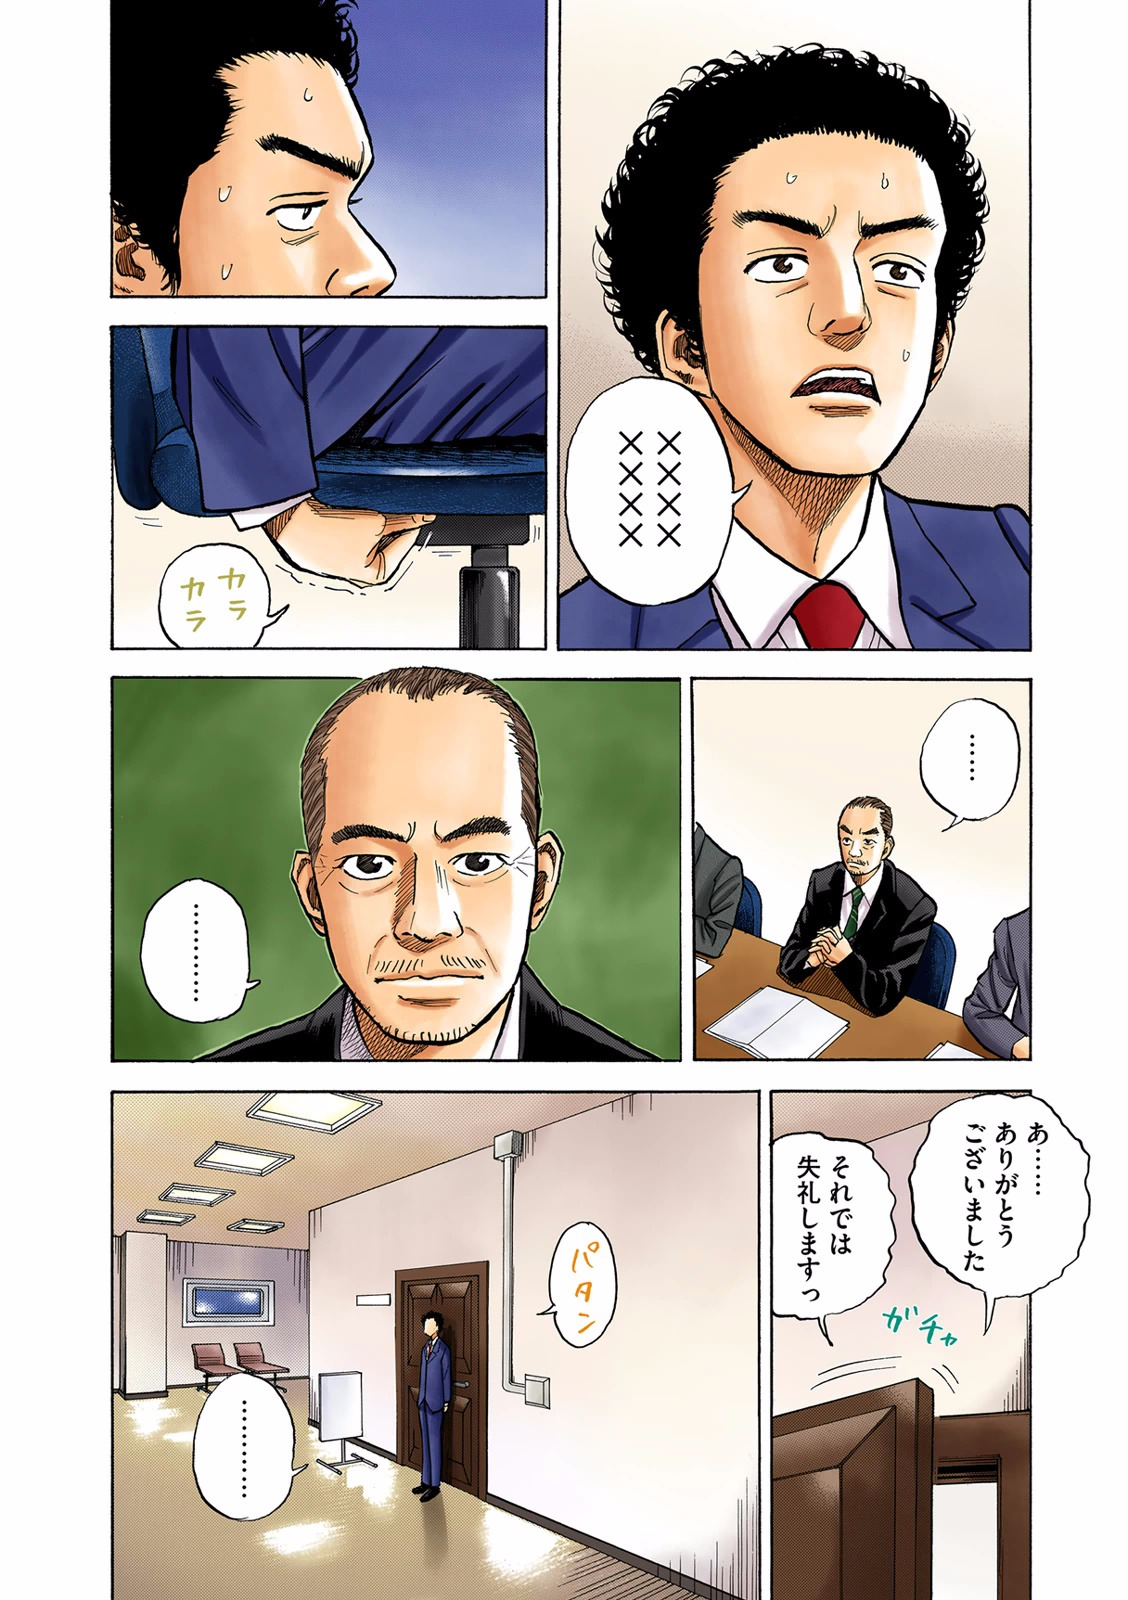 ××××
××××
カラ
カラ
……
………
あ……
ありがとう
ございました
それでは
失礼しますっ
ガチャ
パタン
………